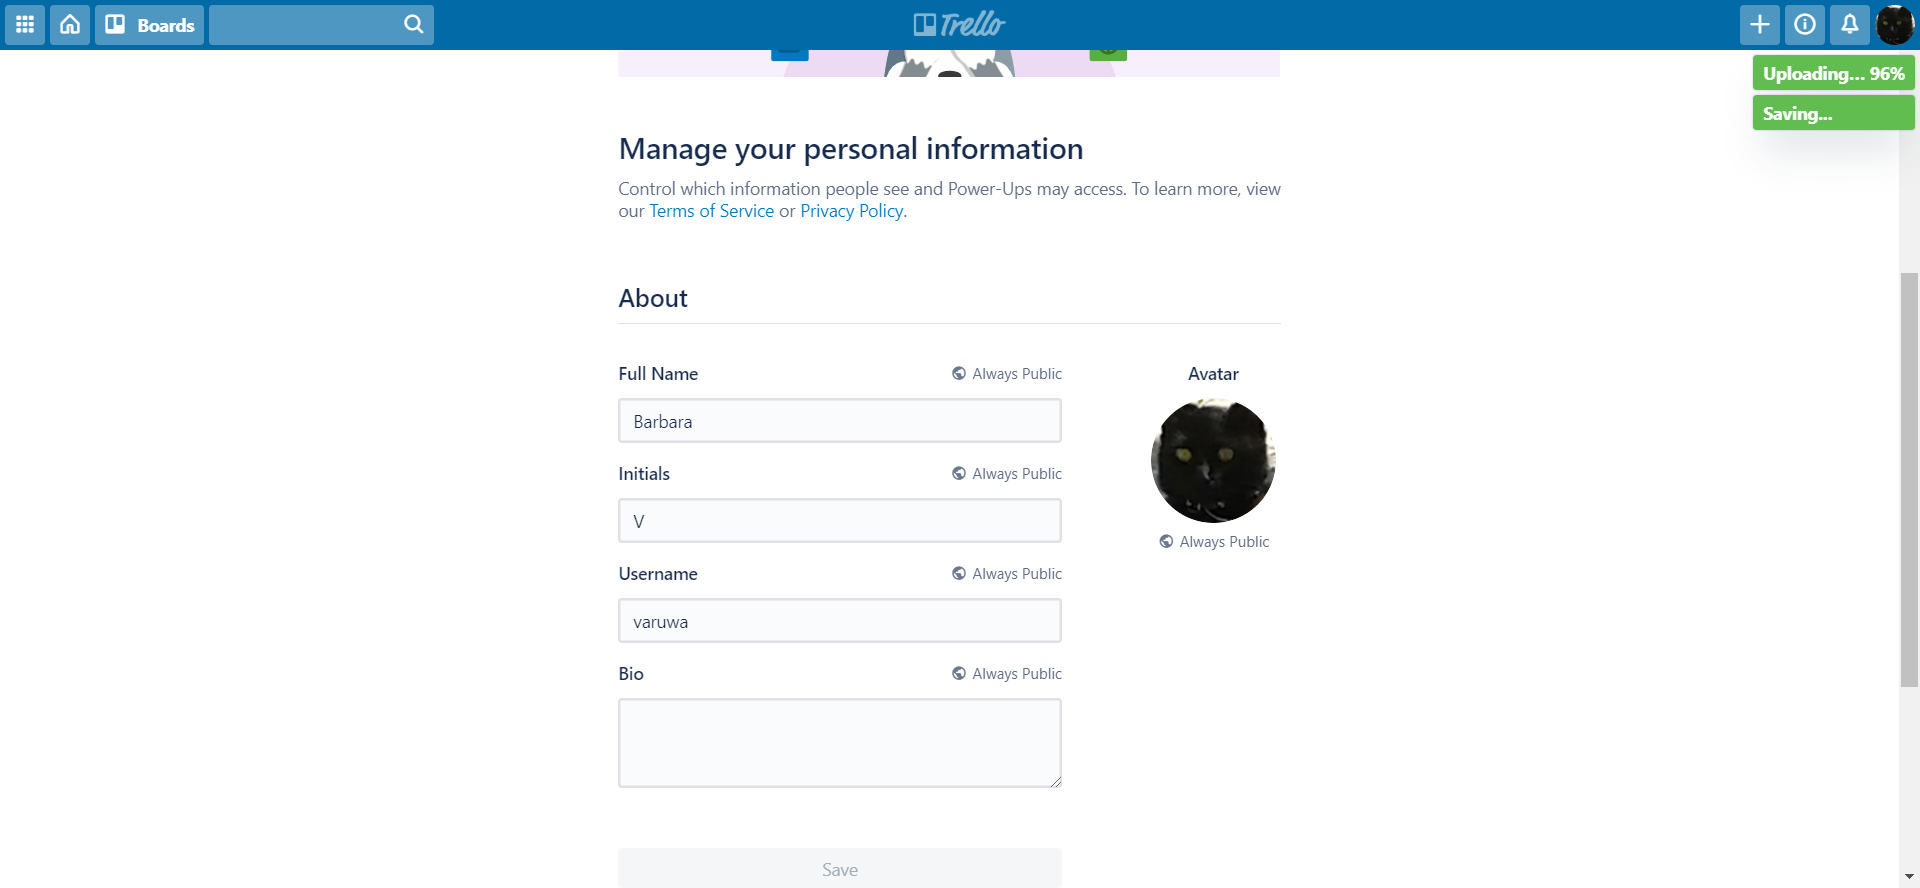 Boards
Trello
Uploading... 96%
Saving...
Manage your personal information
Control which information people see and Power-Ups may access. To learn more, view
our Terms of Service or Privacy Policy.
About
Full Name
Always Public
Avatar
Barbara
Initials
Always Public
V
Always Public
Username
Always Public
varuwa
Bio
Always Public
Save